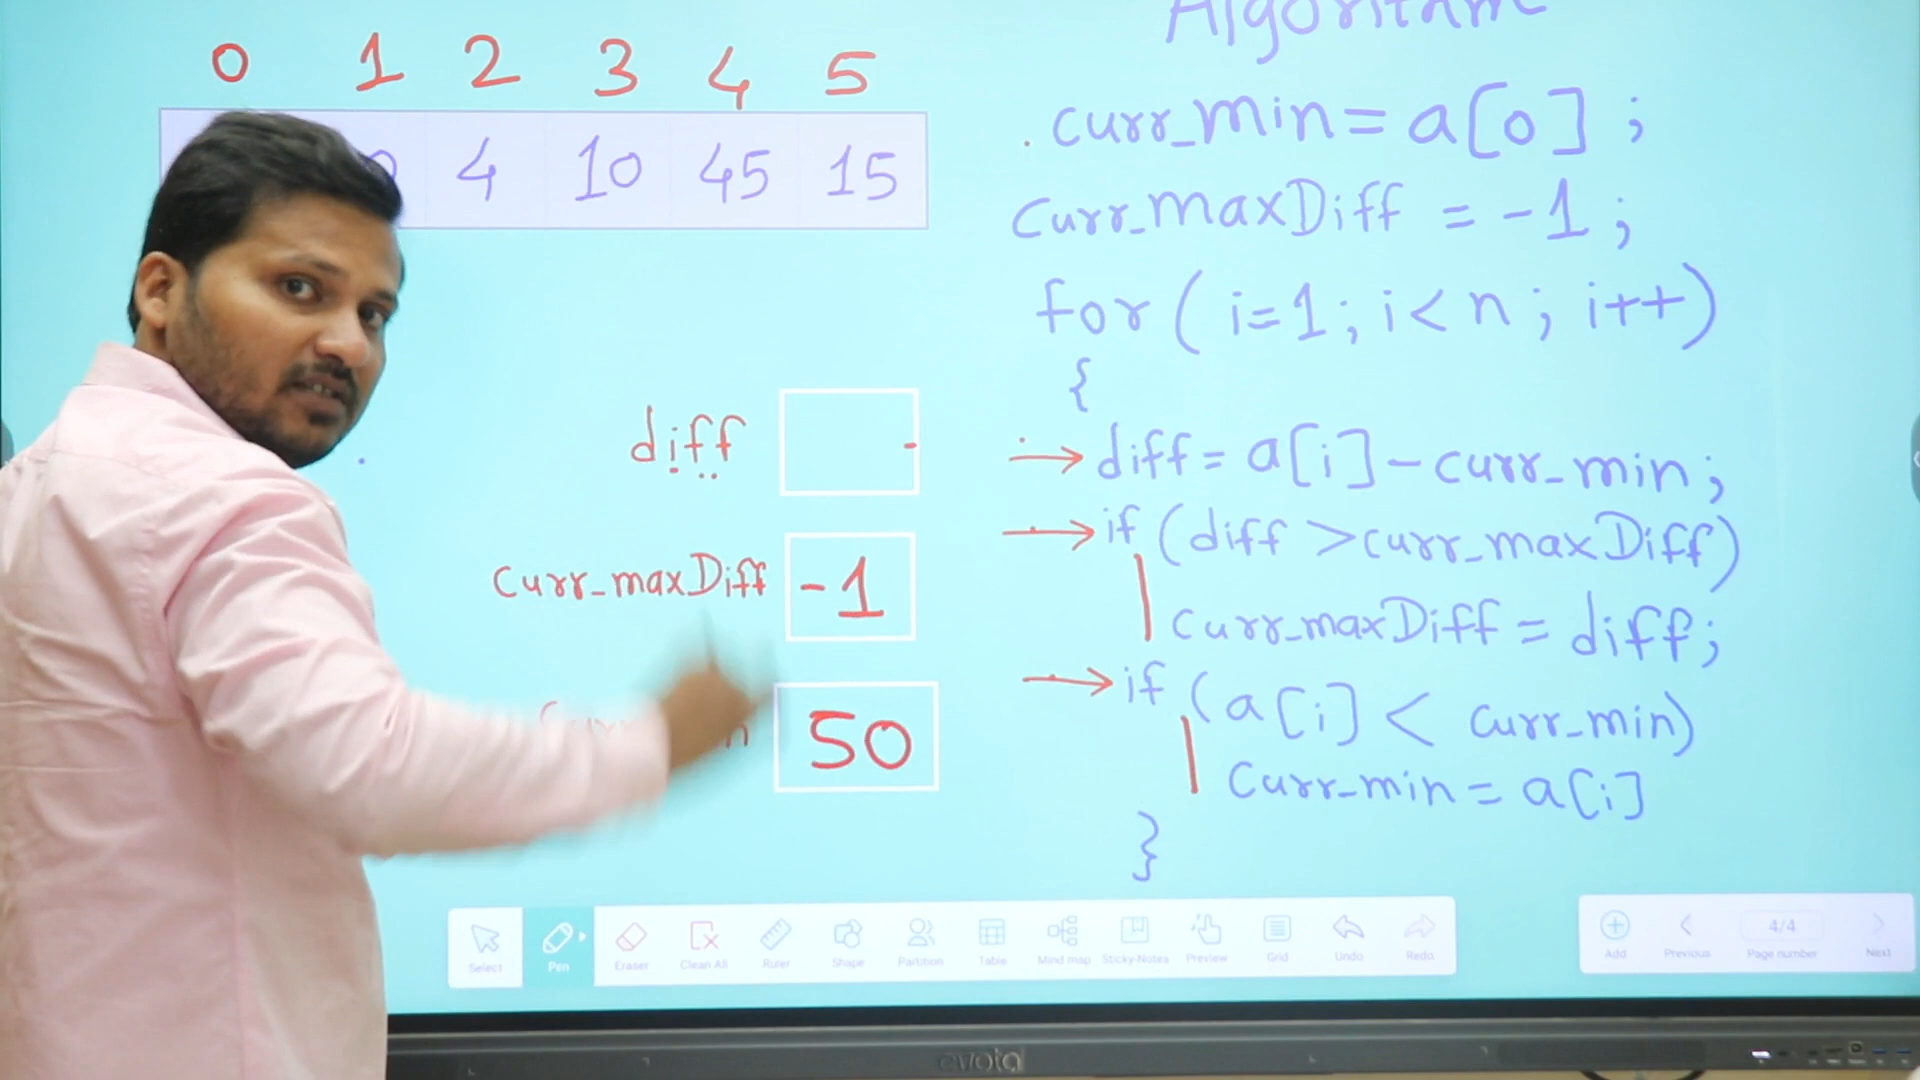 0 1 2 3 4 5
4 10 45 15
diff
curr_maxDiff -1
50
Algorithm
curr_min = a[0];
curr_maxDiff = -1;
for ( i=1; i<n; i++)
{
diff = a[i] - curr_min;
if (diff > curr_maxDiff)
curr_maxDiff = diff;
if (a[i] < curr_min)
curr_min = a[i]
}
Select Pen Eraser Clean All Ruler Shape Partition Table Mind map Sticky-Notes Preview Grid Undo Redo
Add Previous 4/4 Page number Next